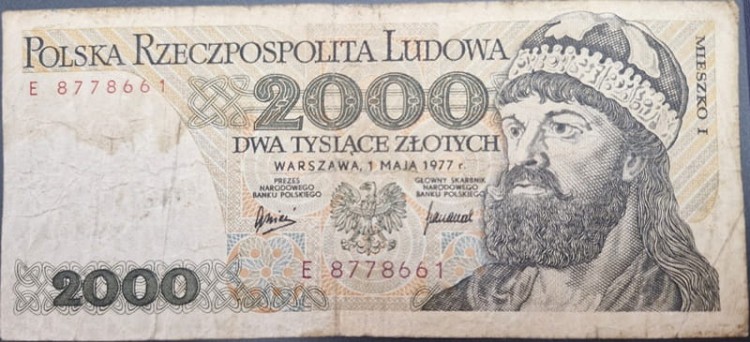 POLSKA RZECZPOSPOLITA LUDOWA
E 8778661
2000
DWA TYSIĄCE ZŁOTYCH
WARSZAWA, 1 MAJA 1977 r.
PREZES
NARODOWEGO
BANKU POLSKIEGO
GŁÓWNY SKARBNIK
NARODOWEGO
BANKU POLSKIEGO
E 8778661
2000
MIESZKO I